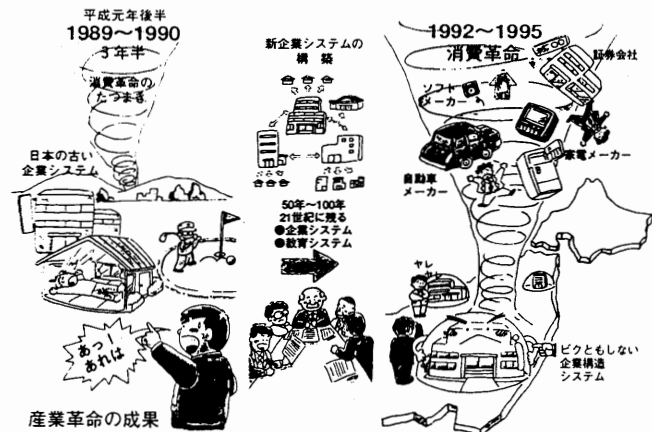 平成元年後半
1989～1990
3年半
消費革命の
たつまき
日本の古い
企業システム
あっ!
あれは
産業革命の成果
新企業システムの
構築
50年～100年
21世紀に残る
●企業システム
●教育システム
1992～1995
消費革命
証券会社
ソフト
メーカー
家電メーカー
自動車
メーカー
ヤレ
ヤレ
ビクともしない
企業構造
システム